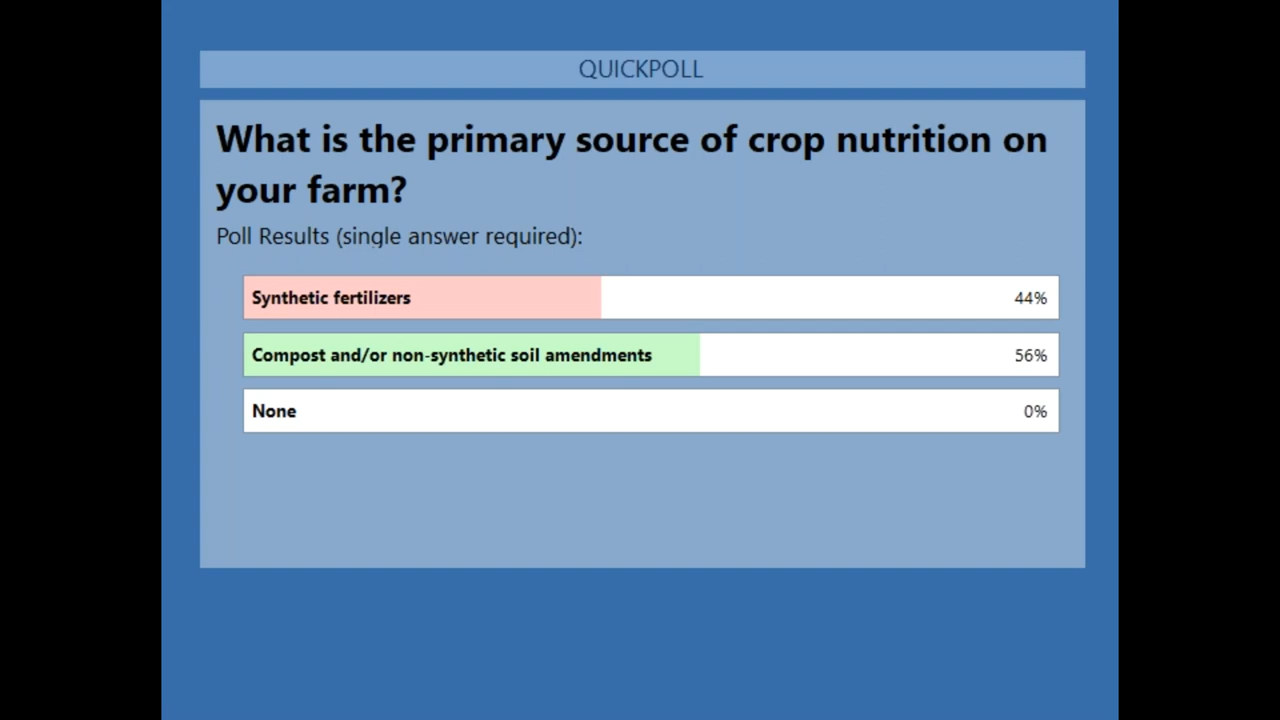 QUICKPOLL
What is the primary source of crop nutrition on
your farm?
Poll Results (single answer required):
Synthetic fertilizers 44%
Compost and/or non-synthetic soil amendments 56%
None 0%